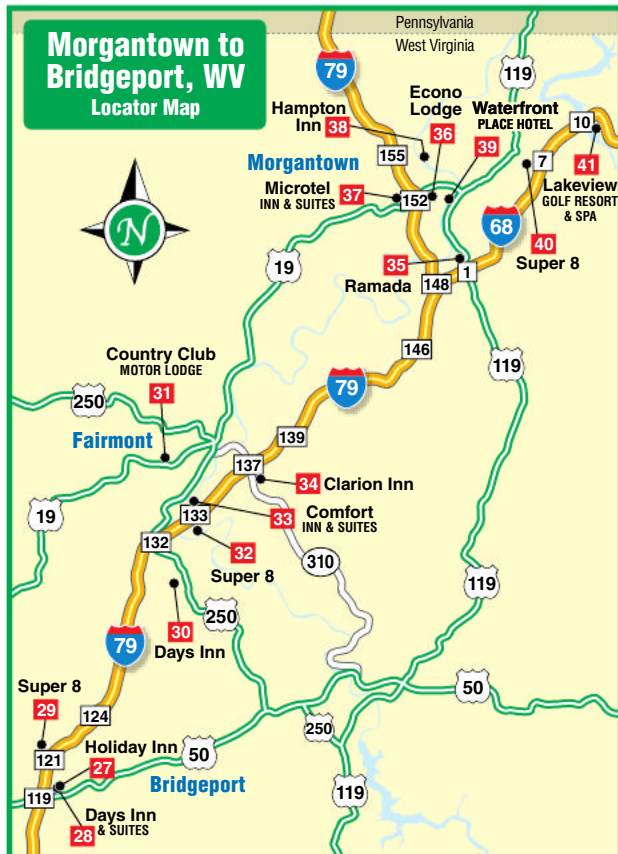 Morgantown to
Bridgeport, WV
Locator Map
Pennsylvania
West Virginia
79
119
Hampton
Inn 38
Econo
Lodge
36
Waterfront
PLACE HOTEL
39
10
7
41
Lakeview
GOLF RESORT
& SPA
155
Morgantown
Microtel
INN & SUITES
37
152
68
40
Super 8
N
19
35
Ramada
1
148
146
119
79
Country Club
MOTOR LODGE
31
250
Fairmont
139
137
34 Clarion Inn
19
133
33
Comfort
INN & SUITES
132
32
Super 8
310
119
30
Days Inn
250
79
Super 8
29
124
50
121
Holiday Inn
27
50
250
Bridgeport
119
119
Days Inn
& SUITES
28